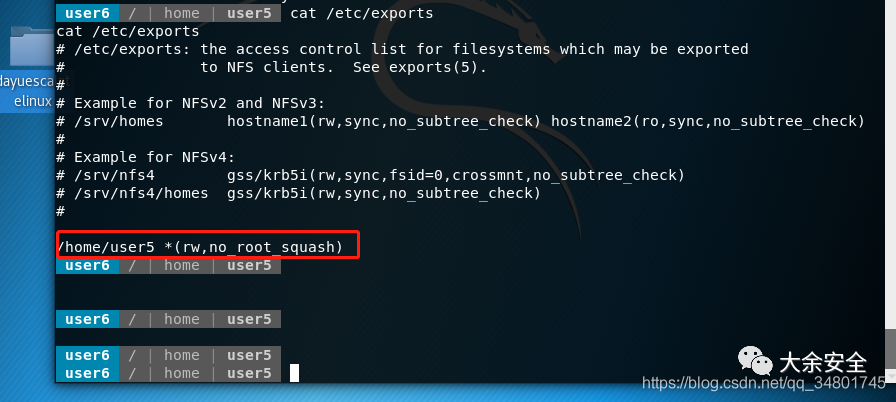 user6 / | home | user5 cat /etc/exports
cat /etc/exports
# /etc/exports: the access control list for filesystems which may be exported
#               to NFS clients.  See exports(5).
#
# Example for NFSv2 and NFSv3:
# /srv/homes       hostname1(rw,sync,no_subtree_check) hostname2(ro,sync,no_subtree_check)
#
# Example for NFSv4:
# /srv/nfs4        gss/krb5i(rw,sync,fsid=0,crossmnt,no_subtree_check)
# /srv/nfs4/homes  gss/krb5i(rw,sync,no_subtree_check)
#
/home/user5 *(rw,no_root_squash)
user6 / | home | user5
user6 / | home | user5
user6 / | home | user5
user6 / | home | user5
dayuesca
elinux
大余安全
https://blog.csdn.net/qq_34801745